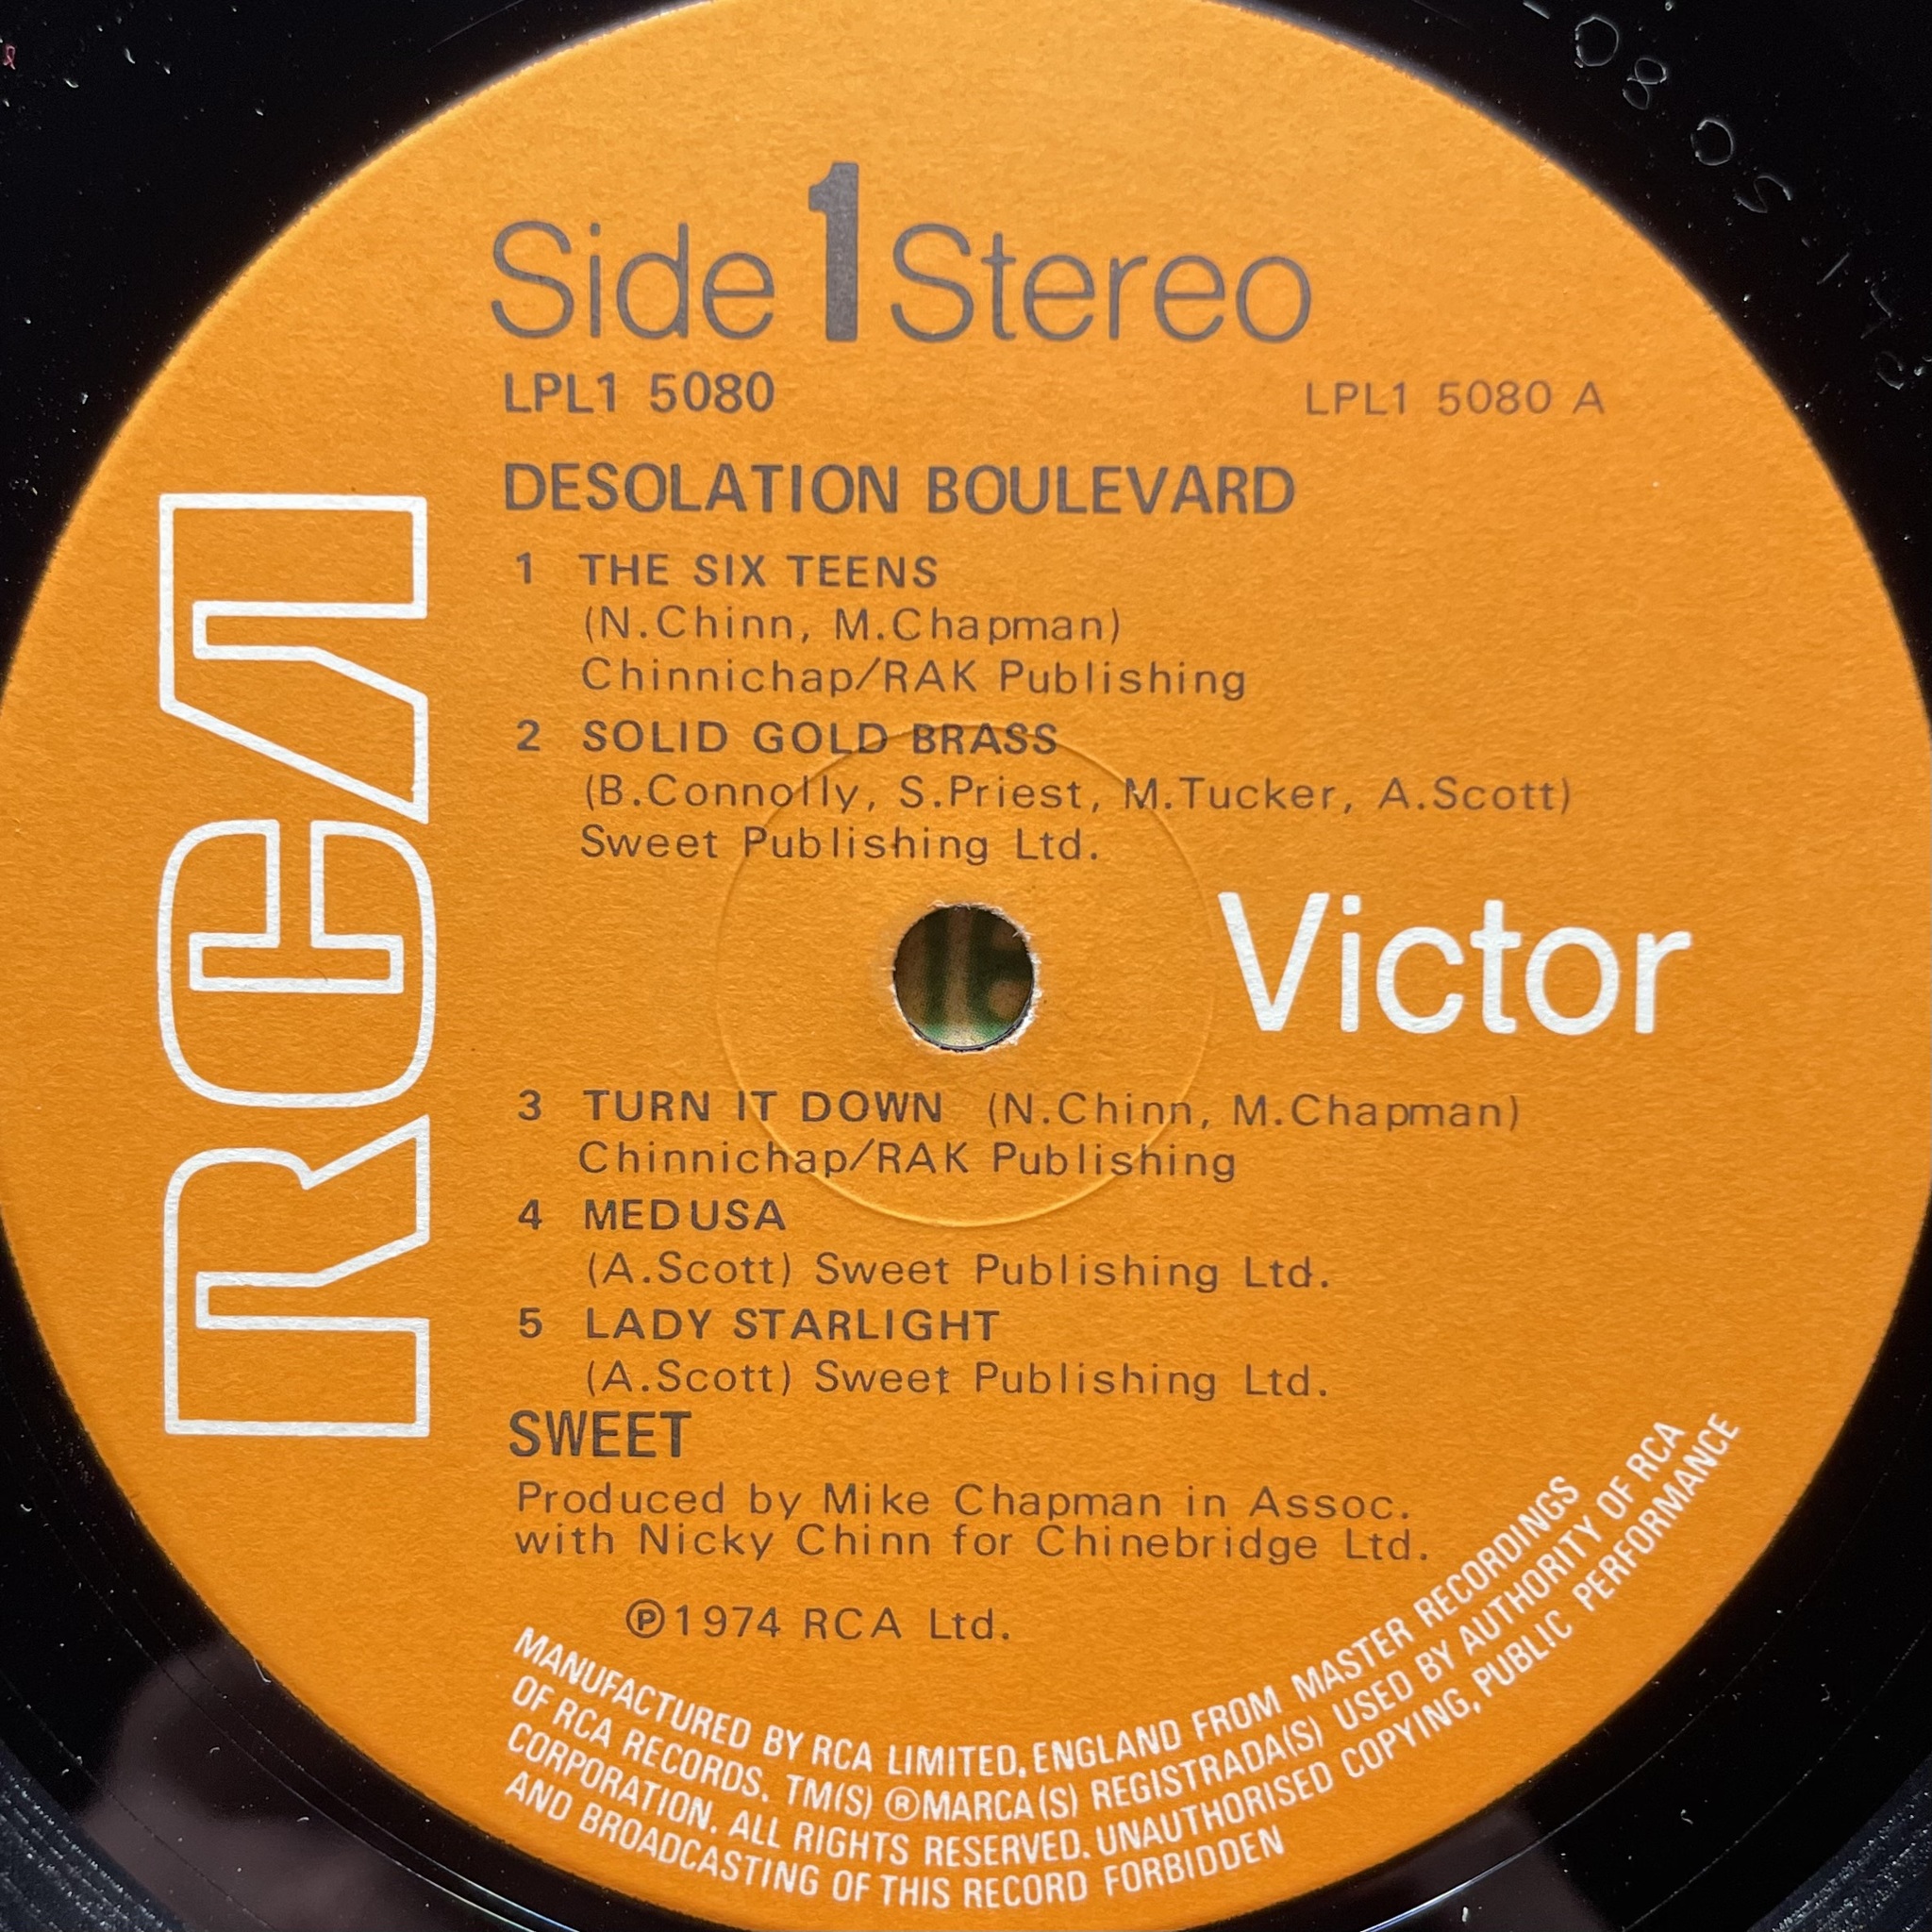 Side 1 Stereo
LPL1 5080
LPL1 5080 A
DESOLATION BOULEVARD
1 THE SIX TEENS
(N.Chinn, M.Chapman)
Chinnichap/RAK Publishing
2 SOLID GOLD BRASS
(B.Connolly, S.Priest, M.Tucker, A.Scott)
Sweet Publishing Ltd.
RCA
Victor
3 TURN IT DOWN (N.Chinn, M.Chapman)
Chinnichap/RAK Publishing
4 MEDUSA
(A.Scott) Sweet Publishing Ltd.
5 LADY STARLIGHT
(A.Scott) Sweet Publishing Ltd.
SWEET
Produced by Mike Chapman in Assoc.
with Nicky Chinn for Chinebridge Ltd.
℗1974 RCA Ltd.
MANUFACTURED BY RCA LIMITED, ENGLAND FROM MASTER RECORDINGS
OF RCA RECORDS. TM(S) ®MARCA(S) REGISTRADA(S) USED BY AUTHORITY OF RCA
CORPORATION. ALL RIGHTS RESERVED. UNAUTHORISED COPYING, PUBLIC PERFORMANCE
AND BROADCASTING OF THIS RECORD FORBIDDEN